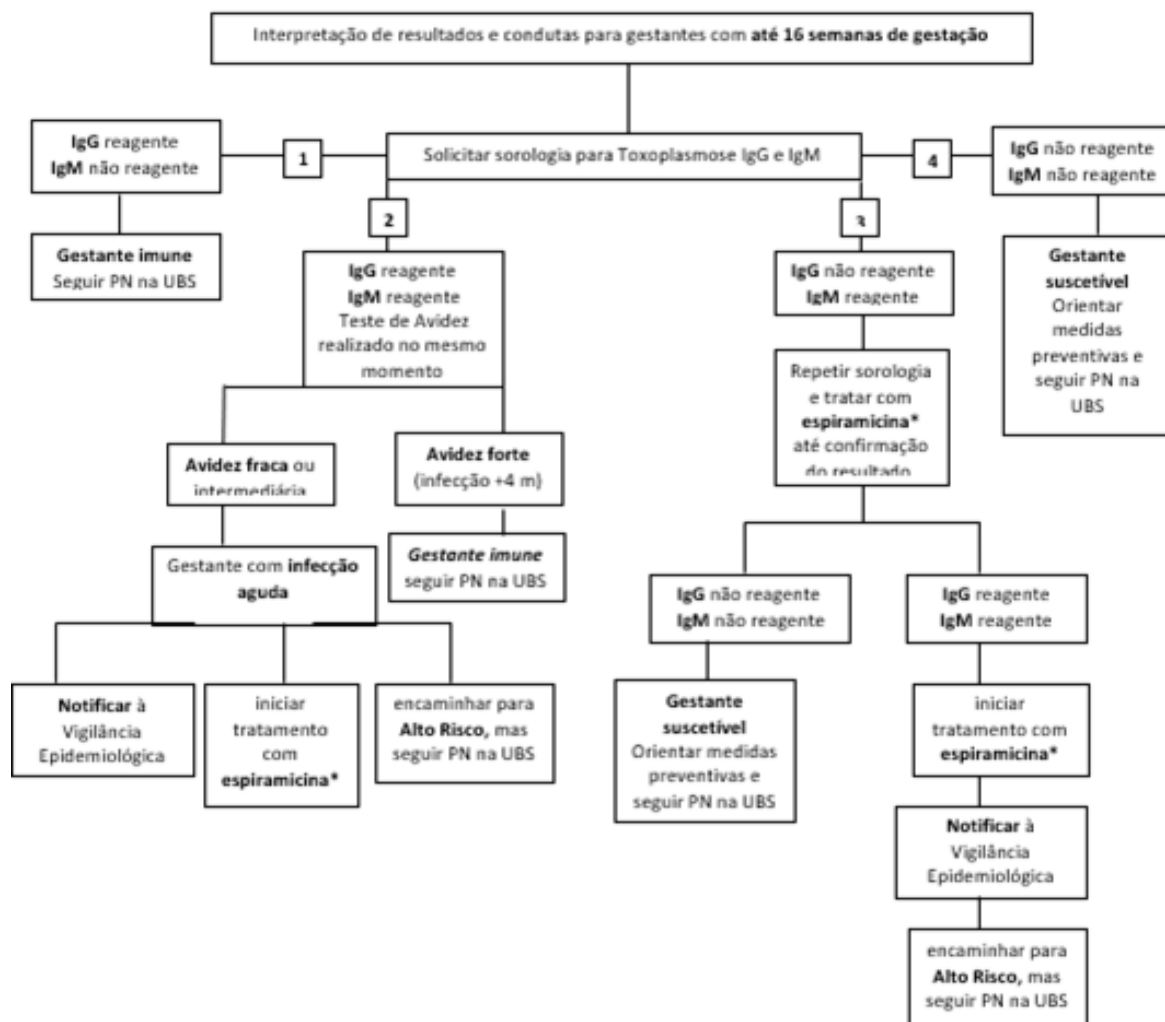 Interpretação de resultados e condutas para gestantes com até 16 semanas de gestação
Solicitar sorologia para Toxoplasmose IgG e IgM
1
IgG reagente
IgM não reagente
Gestante imune
Seguir PN na UBS
2
IgG reagente
IgM reagente
Teste de Avidez
realizado no mesmo
momento
Avidez fraca ou
intermediária
Gestante com infecção
aguda
Notificar à
Vigilância
Epidemiológica
iniciar
tratamento
com
espiramicina*
encaminhar para
Alto Risco, mas
seguir PN na UBS
Avidez forte
(infecção +4 m)
Gestante imune
seguir PN na UBS
3
IgG não reagente
IgM reagente
Repetir sorologia
e tratar com
espiramicina*
até confirmação
do resultado
IgG não reagente
IgM não reagente
Gestante
suscetível
Orientar medidas
preventivas e
seguir PN na UBS
IgG reagente
IgM reagente
iniciar
tratamento com
espiramicina*
Notificar à
Vigilância
Epidemiológica
encaminhar para
Alto Risco, mas
seguir PN na UBS
4
IgG não reagente
IgM não reagente
Gestante
suscetível
Orientar
medidas
preventivas e
seguir PN na
UBS